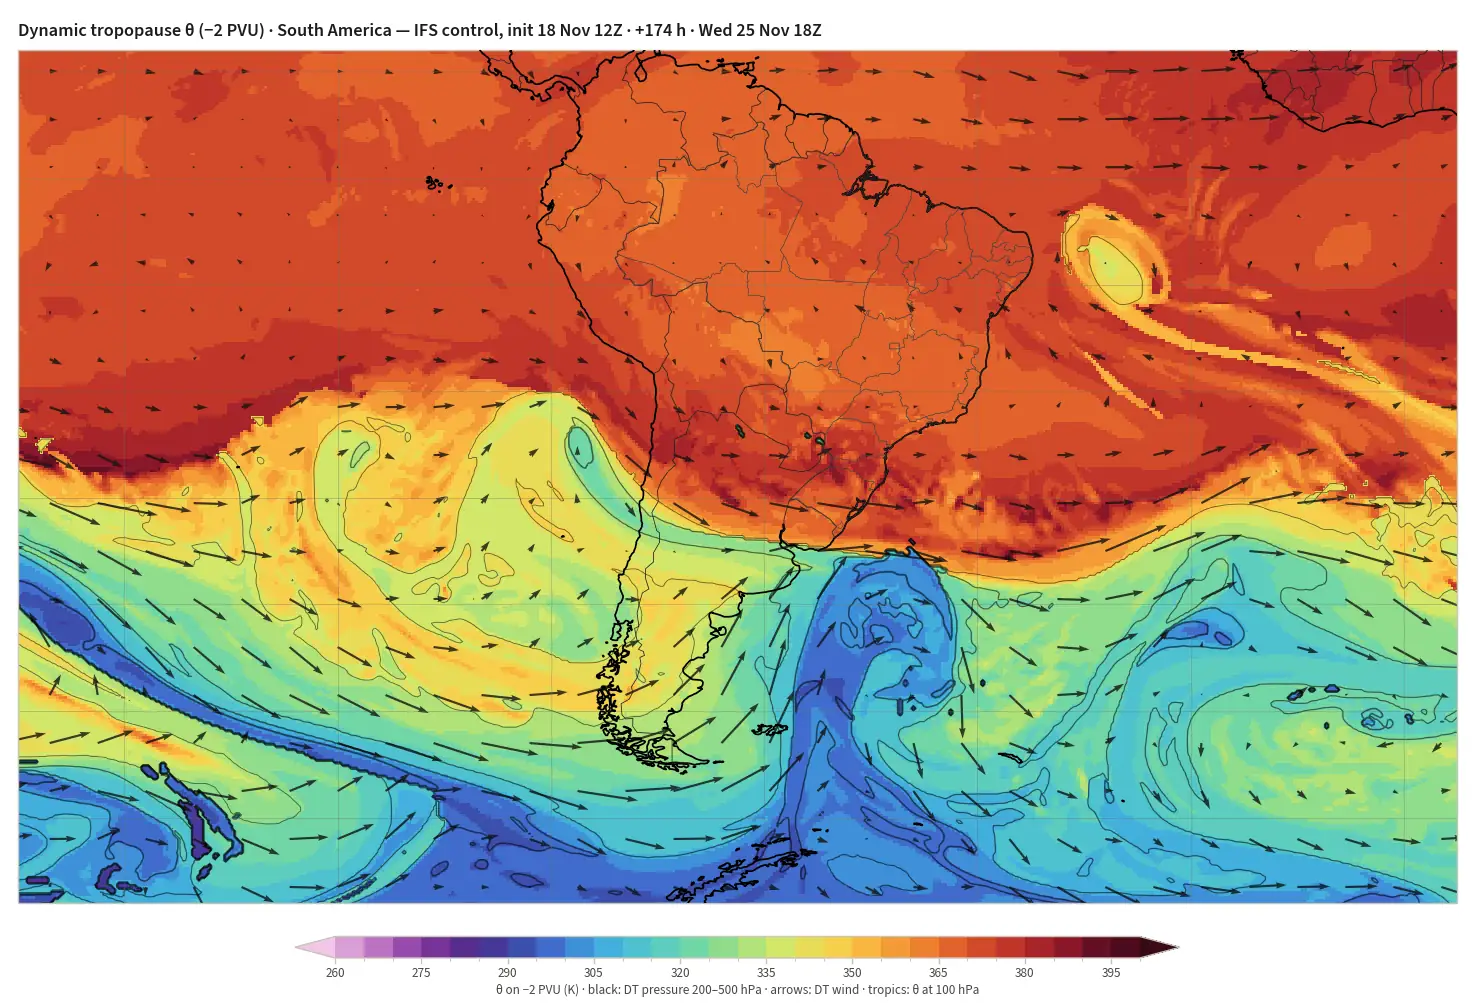 Dynamic tropopause θ (−2 PVU) · South America — IFS control, init 18 Nov 12Z · +174 h · Wed 25 Nov 18Z
260 275 290 305 320 335 350 365 380 395
θ on −2 PVU (K) · black: DT pressure 200–500 hPa · arrows: DT wind · tropics: θ at 100 hPa